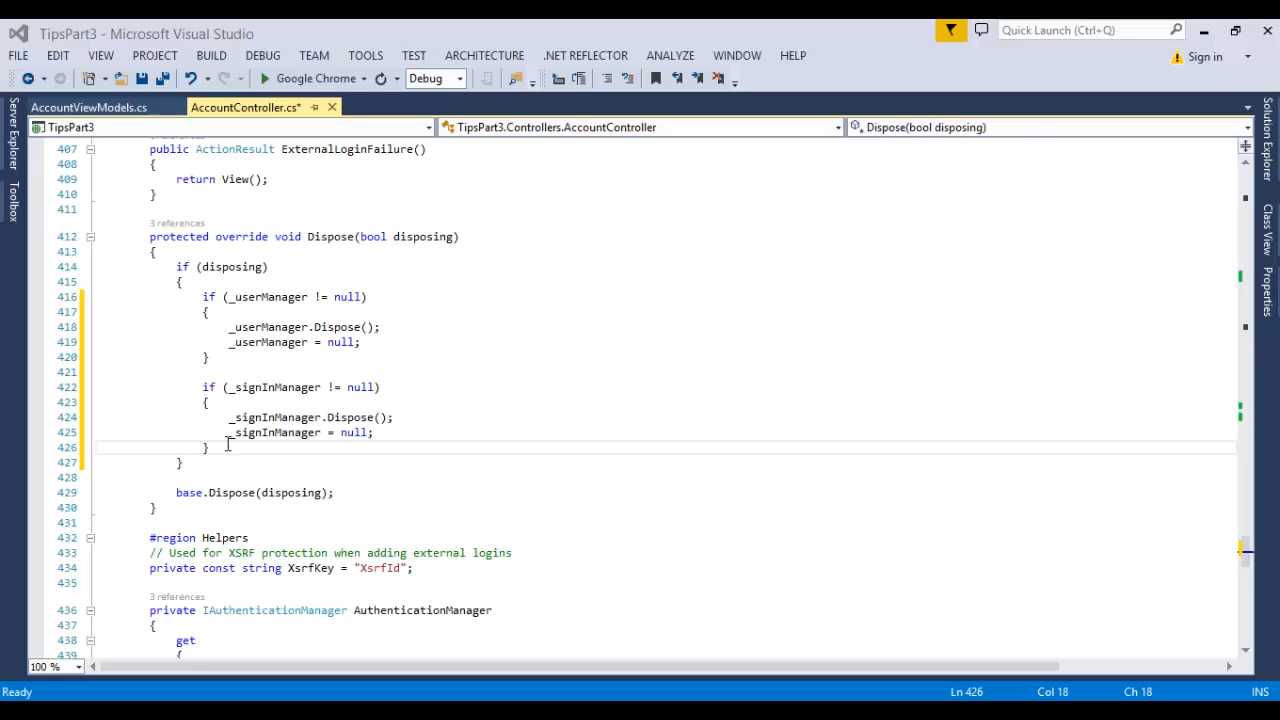 TipsPart3 - Microsoft Visual Studio
Quick Launch (Ctrl+Q)
FILE EDIT VIEW PROJECT BUILD DEBUG TEAM TOOLS TEST ARCHITECTURE .NET REFLECTOR ANALYZE WINDOW HELP
Sign in
Google Chrome Debug
Server Explorer
Toolbox
AccountViewModels.cs AccountController.cs*
TipsPart3 TipsPart3.Controllers.AccountController Dispose(bool disposing)
407 public ActionResult ExternalLoginFailure()
408 {
409 return View();
410 }
411
3 references
412 protected override void Dispose(bool disposing)
413 {
414 if (disposing)
415 {
416 if (_userManager != null)
417 {
418 _userManager.Dispose();
419 _userManager = null;
420 }
421
422 if (_signInManager != null)
423 {
424 _signInManager.Dispose();
425 _signInManager = null;
426 }
427 }
428
429 base.Dispose(disposing);
430 }
431
432 #region Helpers
433 // Used for XSRF protection when adding external logins
434 private const string XsrfKey = "XsrfId";
435
3 references
436 private IAuthenticationManager AuthenticationManager
437 {
438 get
439 {
Solution Explorer
Class View
Properties
100 %
Ready Ln 426 Col 18 Ch 18 INS